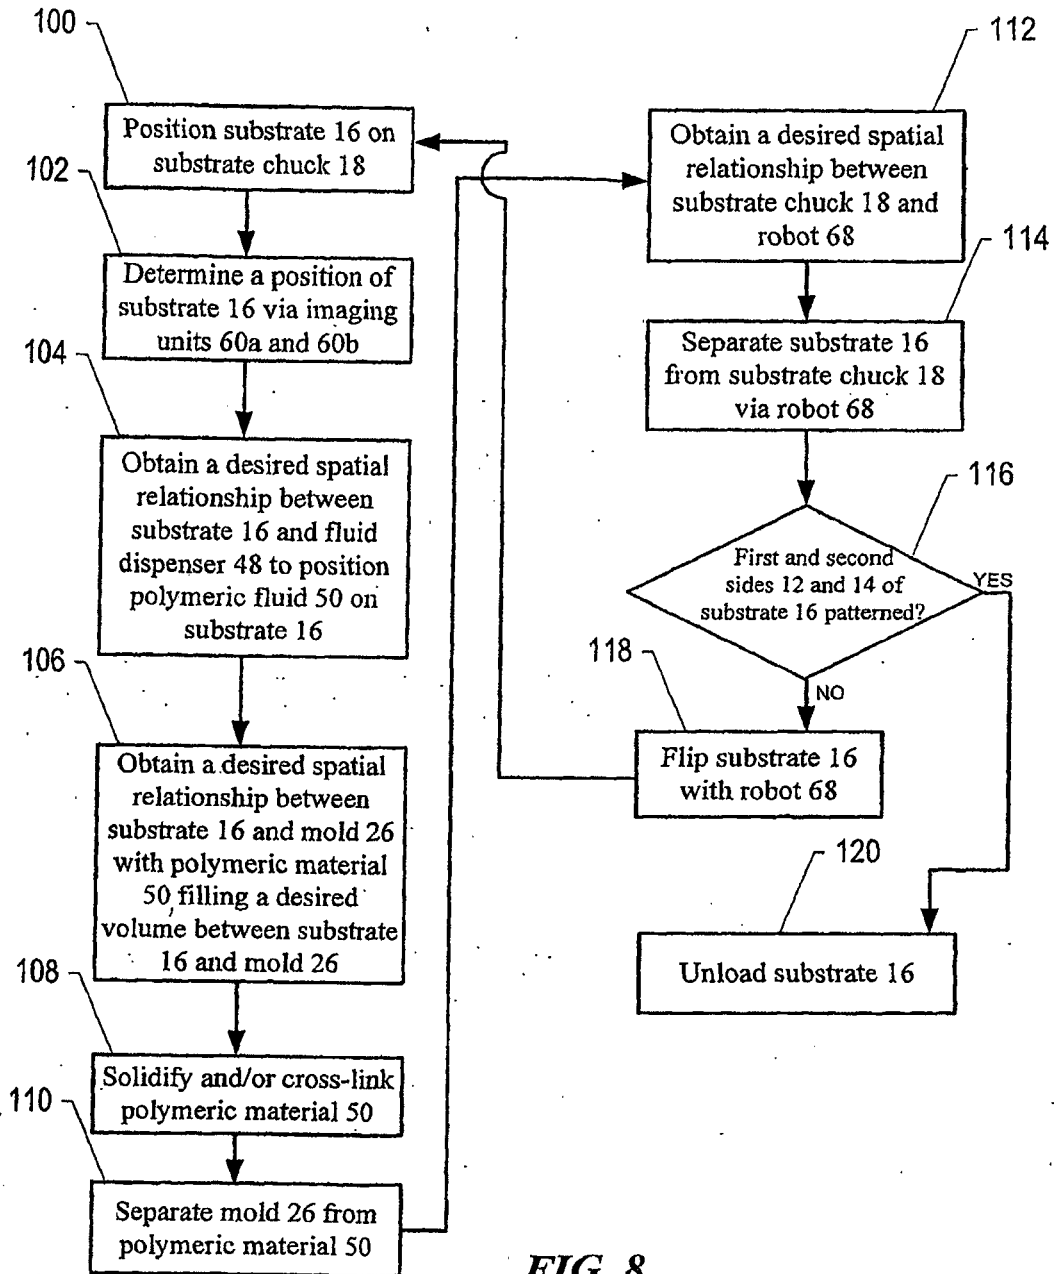 100
Position substrate 16 on
substrate chuck 18
102
Determine a position of
substrate 16 via imaging
units 60a and 60b
104
Obtain a desired spatial
relationship between
substrate 16 and fluid
dispenser 48 to position
polymeric fluid 50 on
substrate 16
106
Obtain a desired spatial
relationship between
substrate 16 and mold 26
with polymeric material
50 filling a desired
volume between substrate
16 and mold 26
108
Solidify and/or cross-link
polymeric material 50
110
Separate mold 26 from
polymeric material 50
112
Obtain a desired spatial
relationship between
substrate chuck 18 and
robot 68
114
Separate substrate 16
from substrate chuck 18
via robot 68
116
First and second
sides 12 and 14 of
substrate 16 patterned?
YES
NO
118
Flip substrate 16
with robot 68
120
Unload substrate 16
FIG. 8